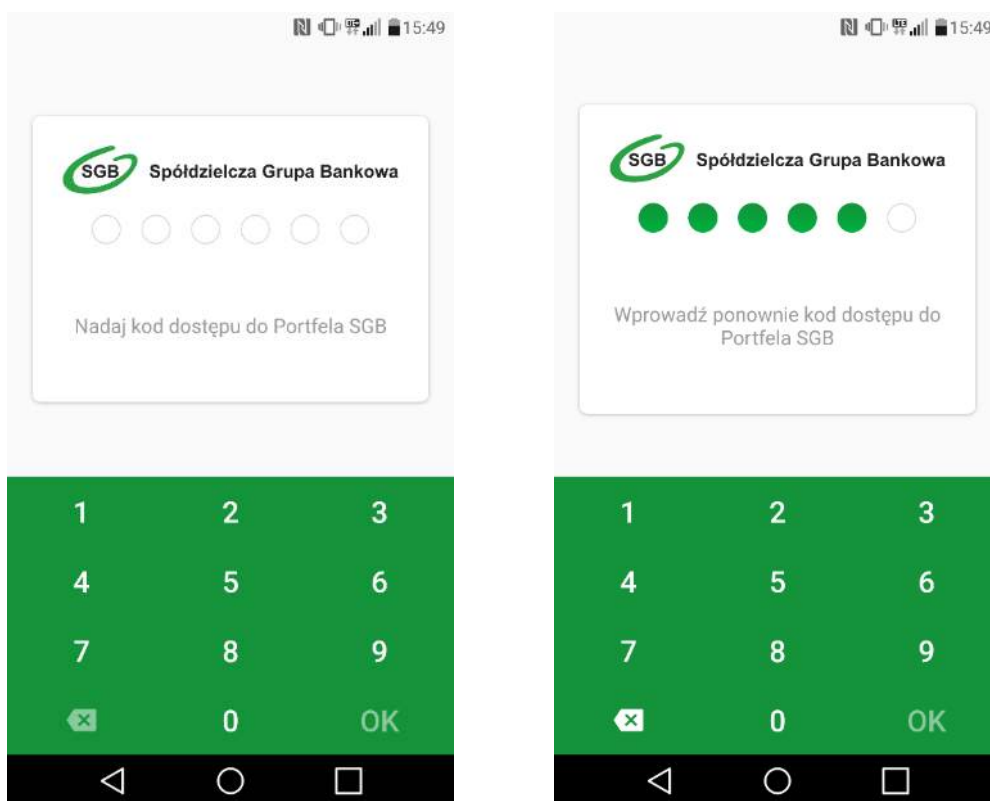 15:49
SGB Spółdzielcza Grupa Bankowa
Nadaj kod dostępu do Portfela SGB
1 2 3
4 5 6
7 8 9
0 OK
15:49
SGB Spółdzielcza Grupa Bankowa
Wprowadź ponownie kod dostępu do
Portfela SGB
1 2 3
4 5 6
7 8 9
0 OK